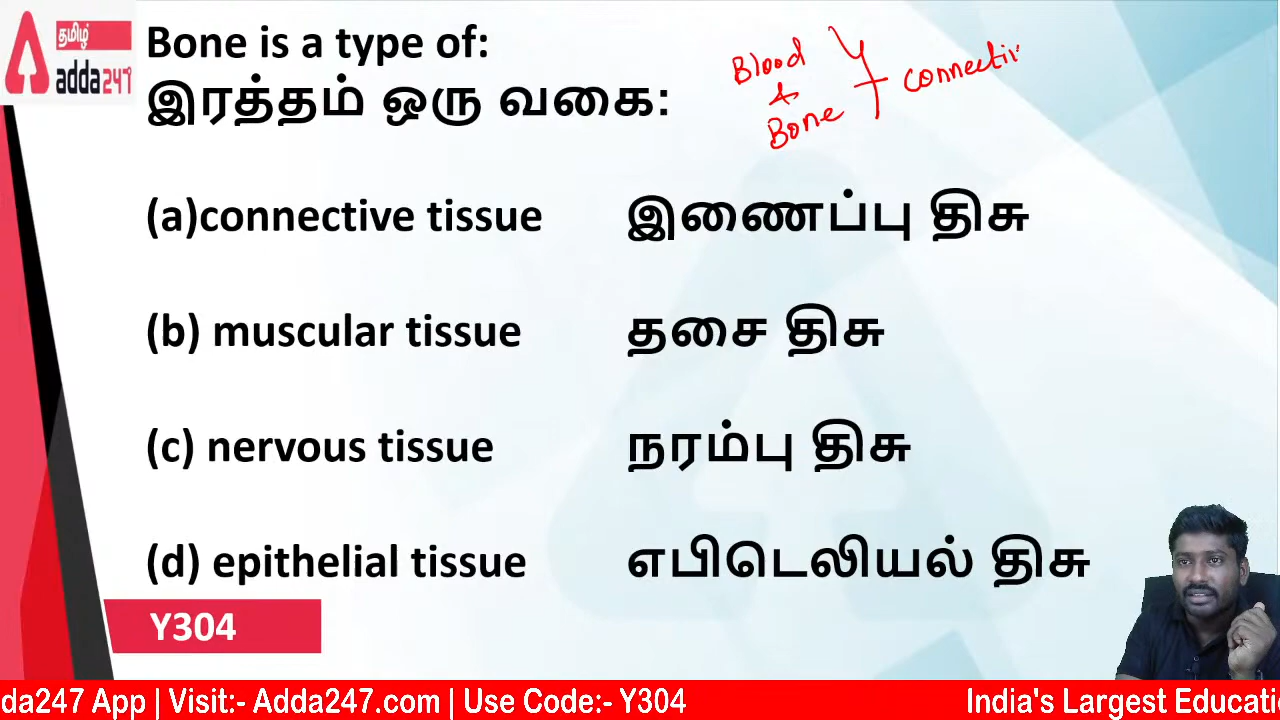 தமிழ்
adda247
Bone is a type of:
இரத்தம் ஒரு வகை:
Blood
&
Bone
connectiv
(a)connective tissue இணைப்பு திசு
(b) muscular tissue தசை திசு
(c) nervous tissue நரம்பு திசு
(d) epithelial tissue எபிடெலியல் திசு
Y304
da247 App | Visit:- Adda247.com | Use Code:- Y304 India's Largest Educati